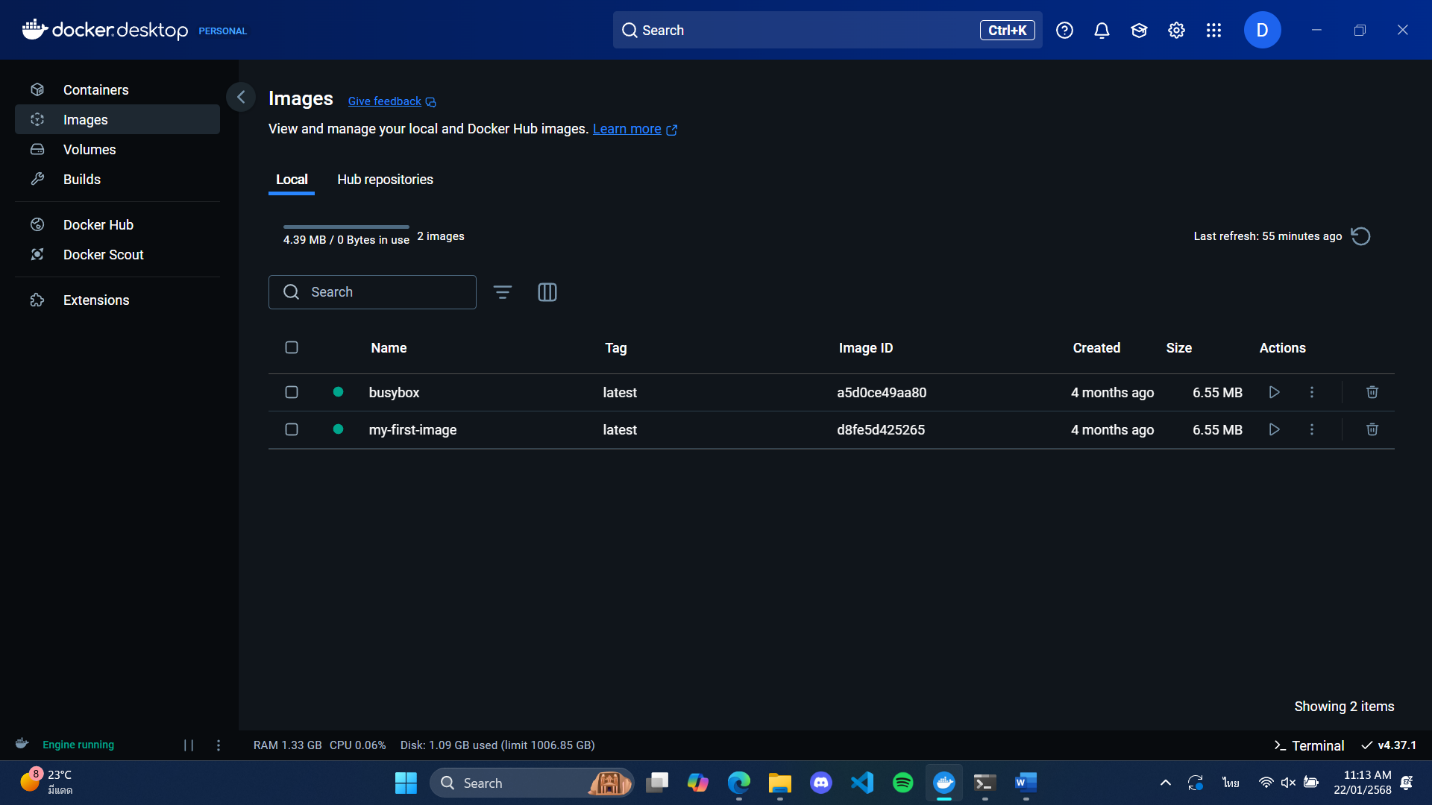 docker.desktop PERSONAL
Search Ctrl+K
D
Containers
Images
Volumes
Builds
Docker Hub
Docker Scout
Extensions
Images Give feedback
View and manage your local and Docker Hub images. Learn more
Local Hub repositories
4.39 MB / 0 Bytes in use 2 images
Last refresh: 55 minutes ago
Search
Name Tag Image ID Created Size Actions
busybox latest a5d0ce49aa80 4 months ago 6.55 MB
my-first-image latest d8fe5d425265 4 months ago 6.55 MB
Showing 2 items
Engine running
RAM 1.33 GB CPU 0.06% Disk: 1.09 GB used (limit 1006.85 GB)
>_ Terminal v4.37.1
8 23°C
มีแดด
Search
ไทย
11:13 AM
22/01/2568